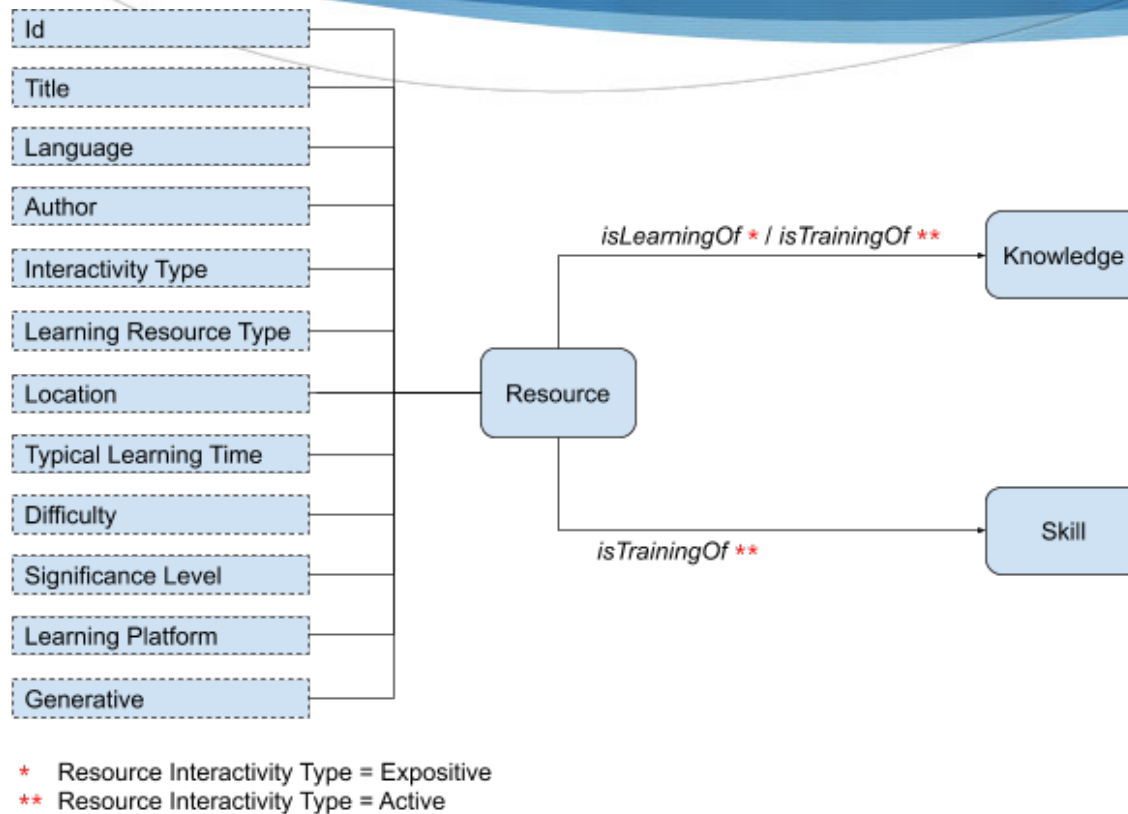 Id
Title
Language
Author
Interactivity Type
Learning Resource Type
Location
Typical Learning Time
Difficulty
Significance Level
Learning Platform
Generative
isLearningOf * / isTrainingOf **
Knowledge
Resource
isTrainingOf **
Skill
* Resource Interactivity Type = Expositive
** Resource Interactivity Type = Active